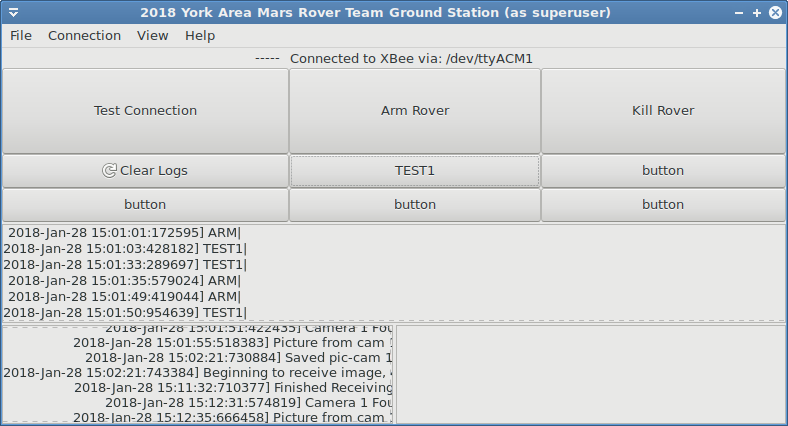 2018 York Area Mars Rover Team Ground Station (as superuser)
File Connection View Help
----- Connected to XBee via: /dev/ttyACM1
Test Connection Arm Rover Kill Rover
Clear Logs TEST1 button
button button button
2018-Jan-28 15:01:01:172595] ARM|
2018-Jan-28 15:01:03:428182] TEST1|
2018-Jan-28 15:01:33:289697] TEST1|
2018-Jan-28 15:01:35:579024] ARM|
2018-Jan-28 15:01:49:419044] ARM|
2018-Jan-28 15:01:50:954639] TEST1|
2018-Jan-28 15:01:51:422435] Camera 1 Fou
2018-Jan-28 15:01:55:518383] Picture from cam 1
2018-Jan-28 15:02:21:730884] Saved pic-cam 1
2018-Jan-28 15:02:21:743384] Beginning to receive image,
2018-Jan-28 15:11:32:710377] Finished Receiving
2018-Jan-28 15:12:31:574819] Camera 1 Fou
2018-Jan-28 15:12:35:666458] Picture from cam